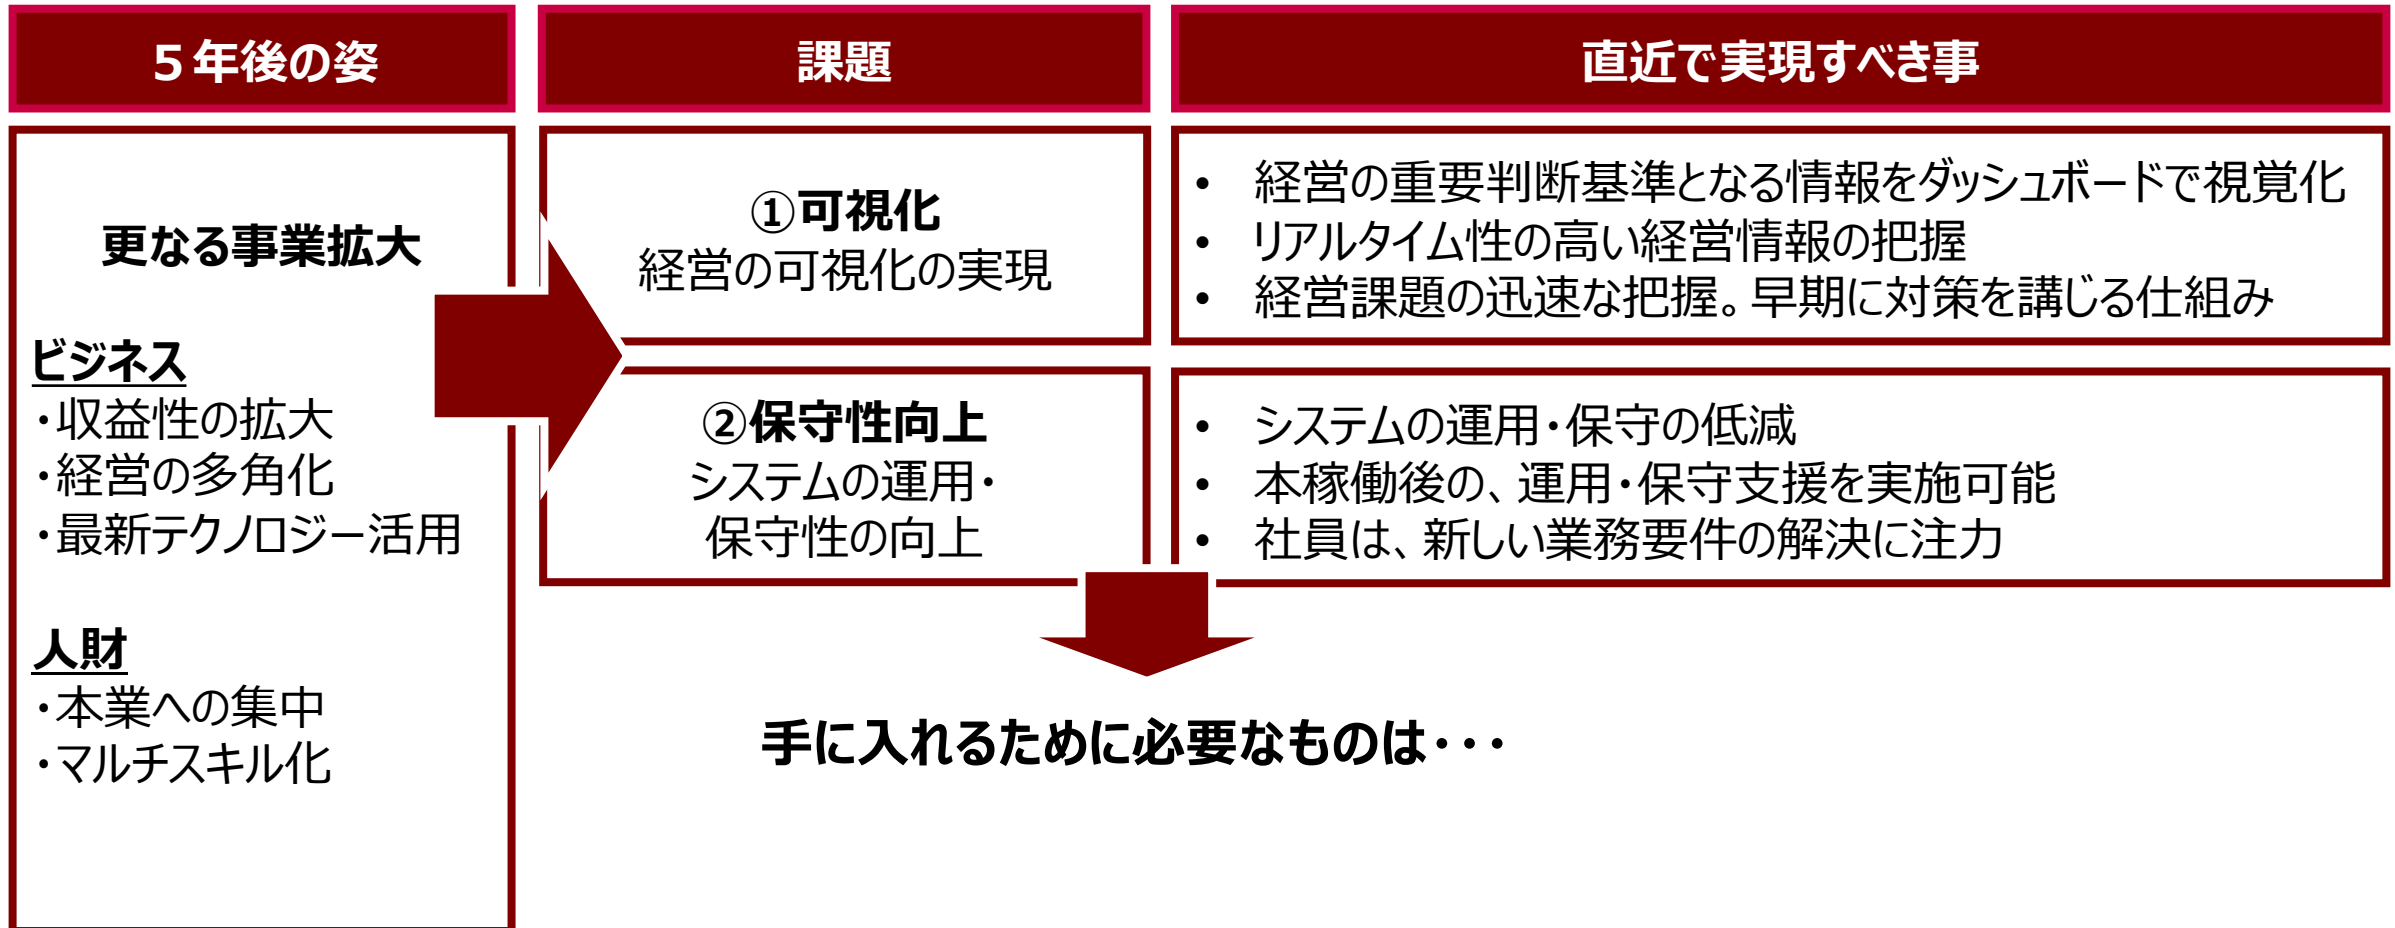 ５年後の姿
課題
直近で実現すべき事
更なる事業拡大
ビジネス
・収益性の拡大
・経営の多角化
・最新テクノロジー活用
人財
・本業への集中
・マルチスキル化
①可視化
経営の可視化の実現
• 経営の重要判断基準となる情報をダッシュボードで視覚化
• リアルタイム性の高い経営情報の把握
• 経営課題の迅速な把握。早期に対策を講じる仕組み
②保守性向上
システムの運用・
保守性の向上
• システムの運用・保守の低減
• 本稼働後の、運用・保守支援を実施可能
• 社員は、新しい業務要件の解決に注力
手に入れるために必要なものは・・・